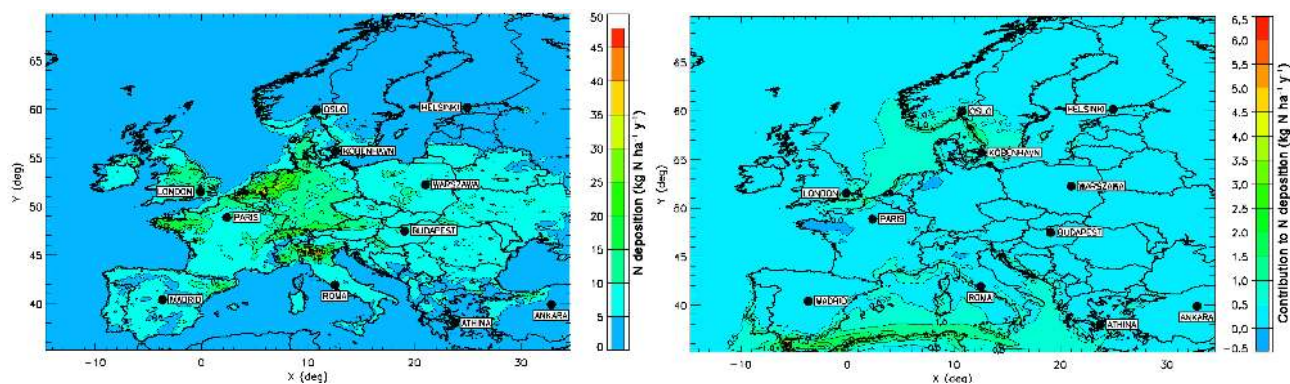 65
60
55
50
45
40
Y {deg}
-10
0
10
20
30
X {deg}
OSLO
HELSINKI
KOBENHAVN
LONDON
WARSZAWA
PARIS
BUDAPEST
MADRID
ROMA
ANKARA
ATHINA
50
45
40
35
30
25
20
15
10
5
0
N deposition (kg N ha⁻¹ y⁻¹)
65
60
55
50
45
40
Y {deg}
-10
0
10
20
30
X {deg}
OSLO
HELSINKI
KOBENHAVN
LONDON
WARSZAWA
PARIS
BUDAPEST
MADRID
ROMA
ANKARA
ATHINA
6,5
6,0
5,5
5,0
4,5
4,0
3,5
3,0
2,5
2,0
1,5
1,0
0,5
0,0
-0,5
Contribution to N deposition (kg N ha⁻¹ y⁻¹)